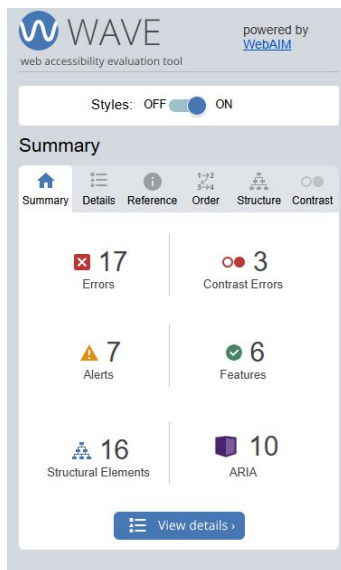 WAVE
web accessibility evaluation tool
powered by
WebAIM
Styles: OFF ON
Summary
Summary Details Reference Order Structure Contrast
1→2
3→4
17
Errors
3
Contrast Errors
7
Alerts
6
Features
16
Structural Elements
10
ARIA
View details ›